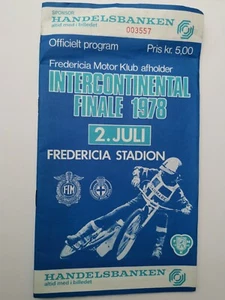 SPONSOR
HANDELSBANKEN
altid med i billedet
003557
Officielt program
Pris kr. 5,00
Fredericia Motor Klub afholder
INTERCONTINENTAL
FINALE 1978
2. JULI
FREDERICIA STADION
FIM
HANDELSBANKEN
altid med i billedet